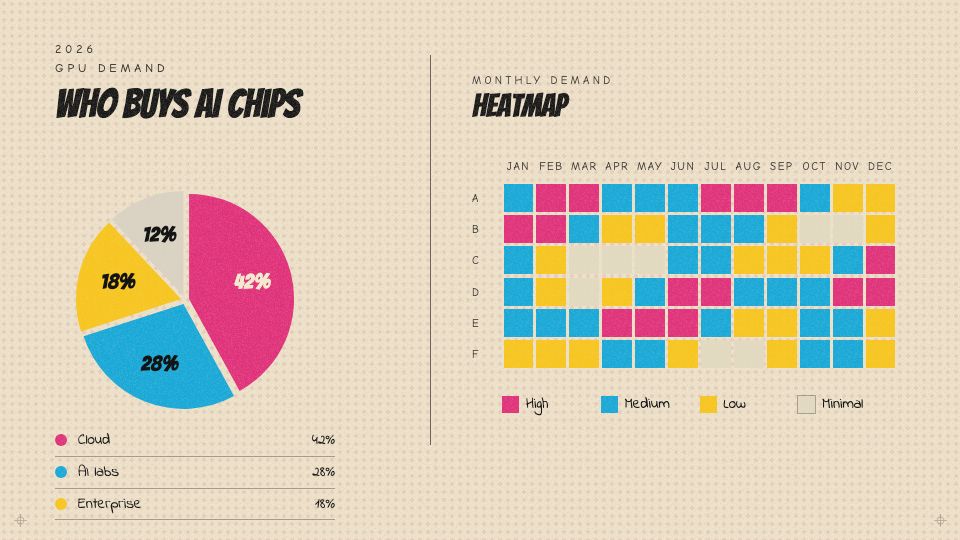 2026
GPU DEMAND
WHO BUYS AI CHIPS
12%
42%
18%
28%
Cloud 42%
AI labs 28%
Enterprise 18%
MONTHLY DEMAND
HEATMAP
JAN FEB MAR APR MAY JUN JUL AUG SEP OCT NOV DEC
A
B
C
D
E
F
High Medium Low Minimal